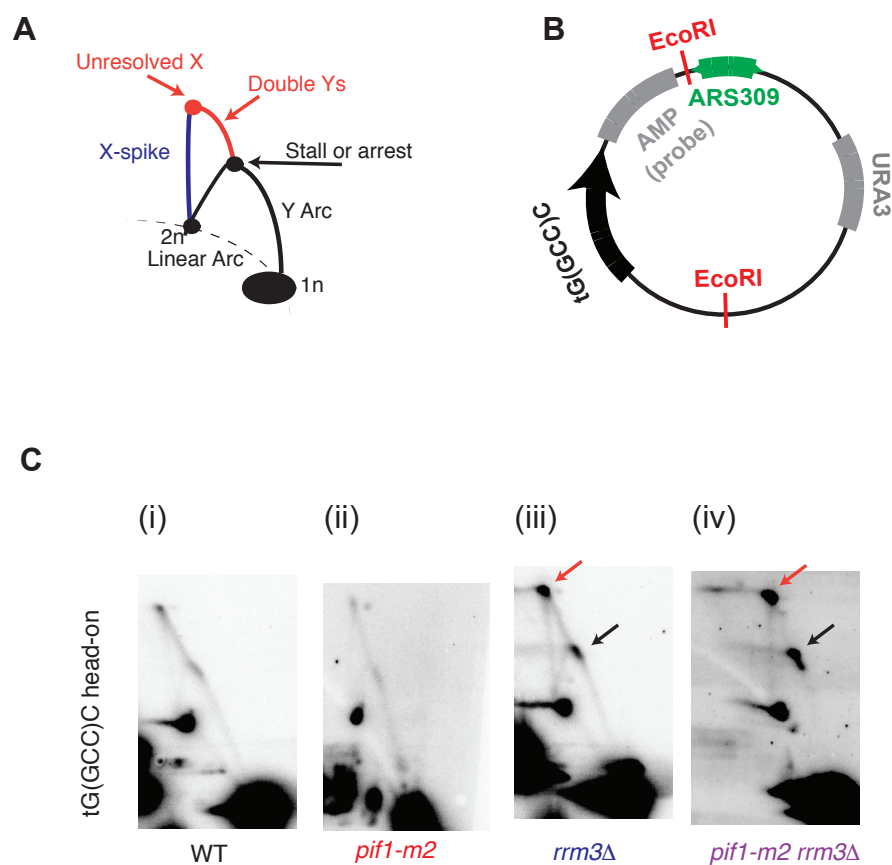 A
Unresolved X
Double Ys
X-spike
Stall or arrest
Y Arc
2n
Linear Arc
1n
B
EcoRI
ARS309
AMP
(probe)
URA3
tG(GCC)C
EcoRI
C
(i)
(ii)
(iii)
(iv)
tG(GCC)C head-on
WT
pif1-m2
rrm3Δ
pif1-m2 rrm3Δ